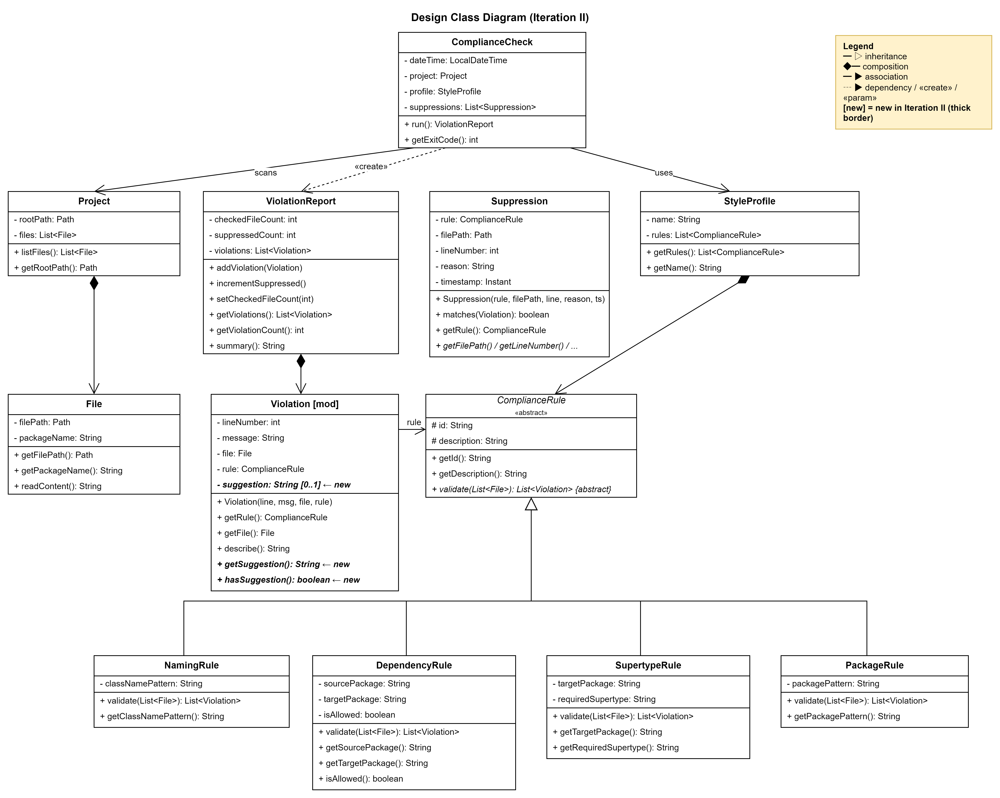 Design Class Diagram (Iteration II)
ComplianceCheck
- dateTime: LocalDateTime
- project: Project
- profile: StyleProfile
- suppressions: List<Suppression>
+ run(): ViolationReport
+ getExitCode(): int
Legend
inheritance
composition
association
dependency / «create» /
«param»
[new] = new in Iteration II (thick
border)
scans
«create»
uses
Project
- rootPath: Path
- files: List<File>
+ listFiles(): List<File>
+ getRootPath(): Path
ViolationReport
- checkedFileCount: int
- suppressedCount: int
- violations: List<Violation>
+ addViolation(Violation)
+ incrementSuppressed()
+ setCheckedFileCount(int)
+ getViolations(): List<Violation>
+ getViolationCount(): int
+ summary(): String
Suppression
- rule: ComplianceRule
- filePath: Path
- lineNumber: int
- reason: String
- timestamp: Instant
+ Suppression(rule, filePath, line, reason, ts)
+ matches(Violation): boolean
+ getRule(): ComplianceRule
+ getFilePath() / getLineNumber() / ...
StyleProfile
- name: String
- rules: List<ComplianceRule>
+ getRules(): List<ComplianceRule>
+ getName(): String
File
- filePath: Path
- packageName: String
+ getFilePath(): Path
+ getPackageName(): String
+ readContent(): String
Violation [mod]
- lineNumber: int
- message: String
- file: File
- rule: ComplianceRule
- suggestion: String [0..1] ← new
+ Violation(line, msg, file, rule)
+ getRule(): ComplianceRule
+ getFile(): File
+ describe(): String
+ getSuggestion(): String ← new
+ hasSuggestion(): boolean ← new
rule
ComplianceRule
«abstract»
# id: String
# description: String
+ getId(): String
+ getDescription(): String
+ validate(List<File>): List<Violation> {abstract}
NamingRule
- classNamePattern: String
+ validate(List<File>): List<Violation>
+ getClassNamePattern(): String
DependencyRule
- sourcePackage: String
- targetPackage: String
- isAllowed: boolean
+ validate(List<File>): List<Violation>
+ getSourcePackage(): String
+ getTargetPackage(): String
+ isAllowed(): boolean
SupertypeRule
- targetPackage: String
- requiredSupertype: String
+ validate(List<File>): List<Violation>
+ getTargetPackage(): String
+ getRequiredSupertype(): String
PackageRule
- packagePattern: String
+ validate(List<File>): List<Violation>
+ getPackagePattern(): String